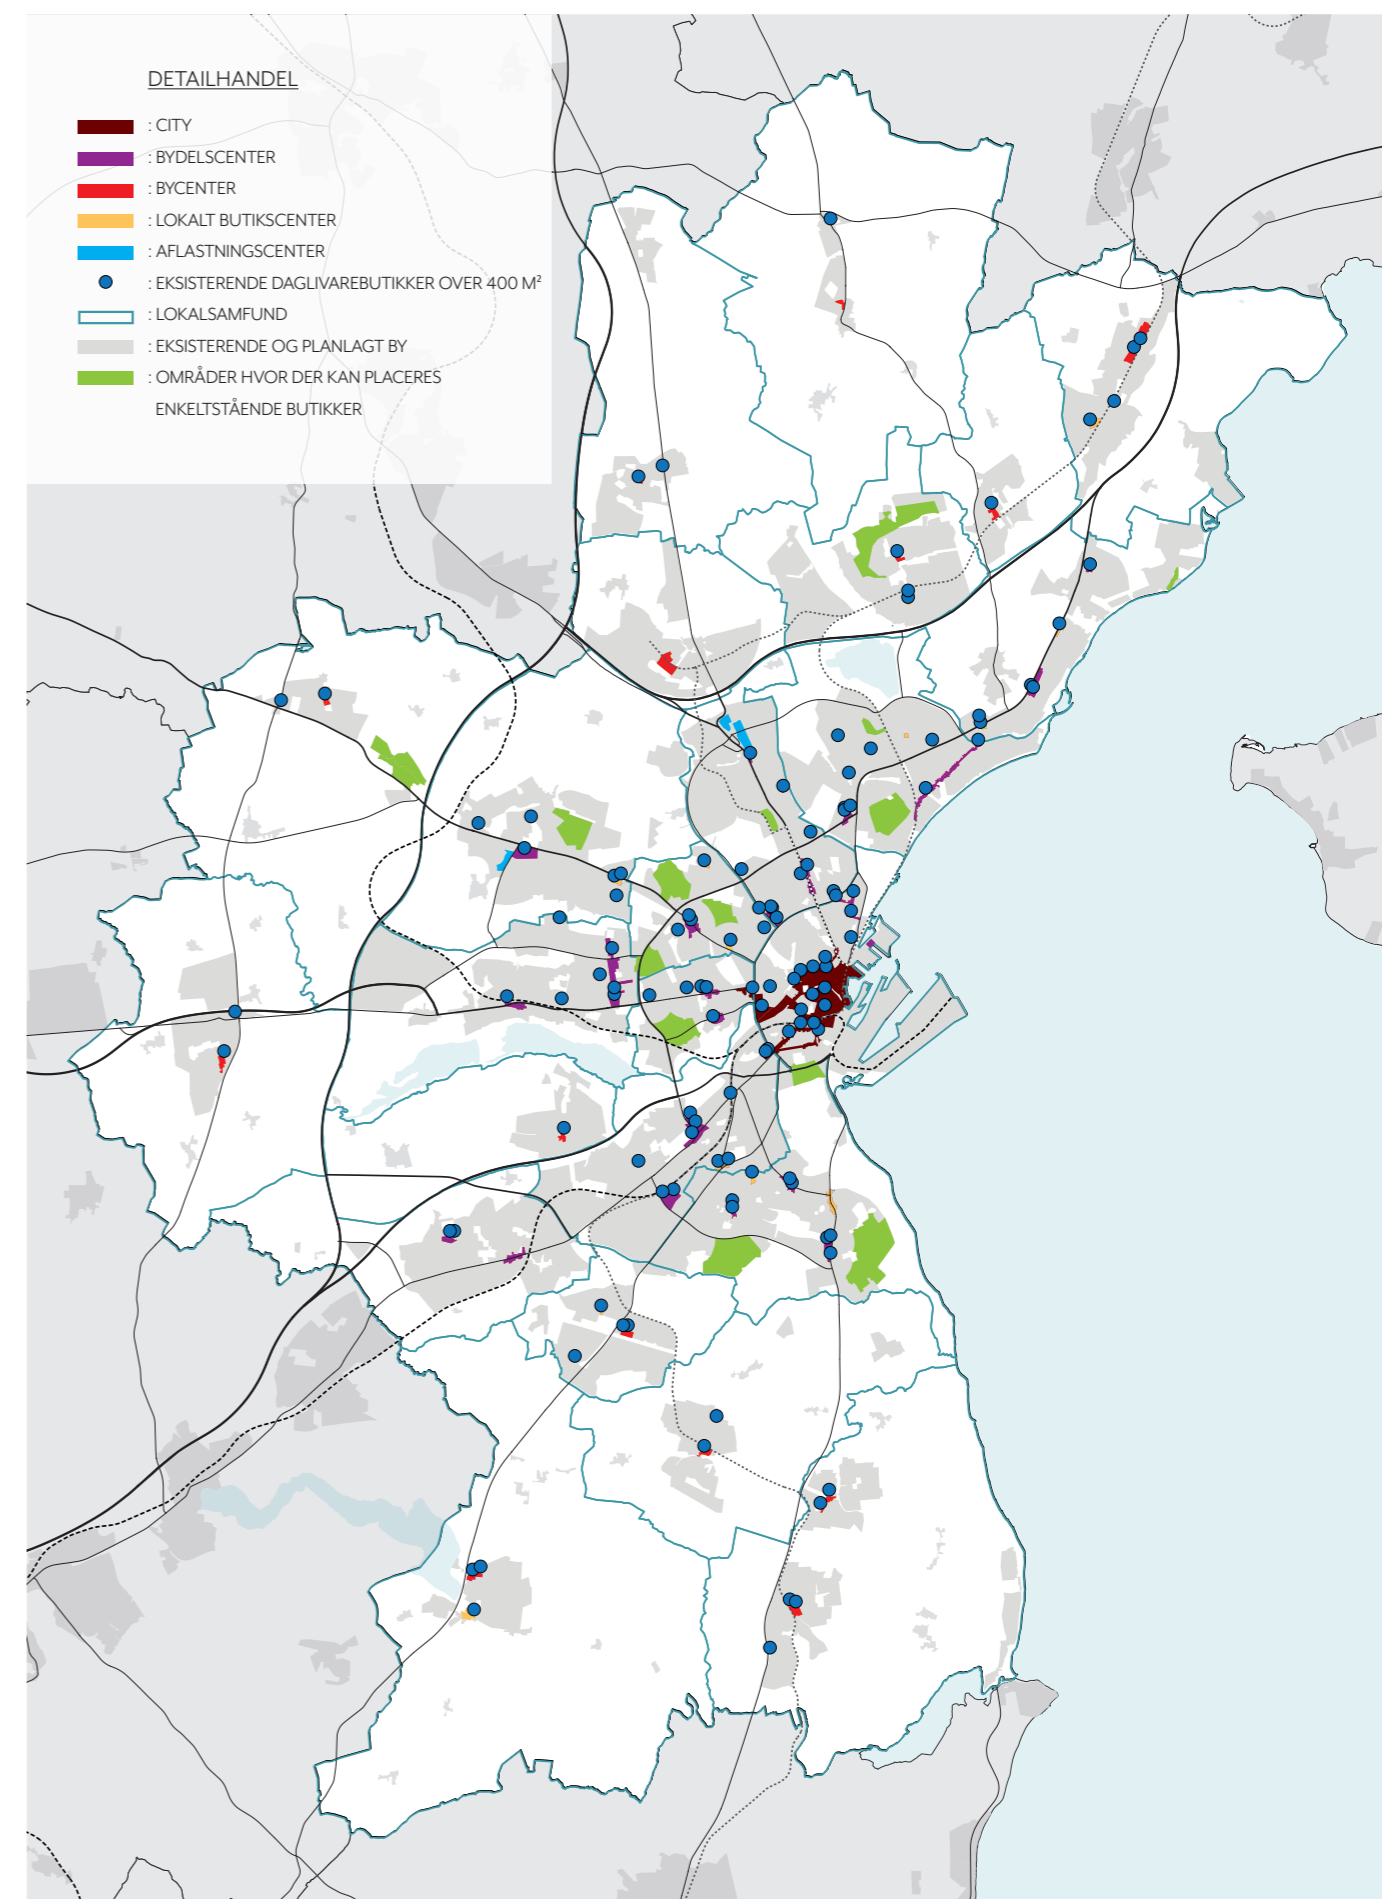 DETAILHANDEL
: CITY
: BYDELSCENTER
: BYCENTER
: LOKALT BUTIKSCENTER
: AFLASTNINGSCENTER
: EKSISTERENDE DAGLIVAREBUTIKKER OVER 400 M²
: LOKALSAMFUND
: EKSISTERENDE OG PLANLAGT BY
: OMRÅDER HVOR DER KAN PLACERES
ENKELTSTÅENDE BUTIKKER